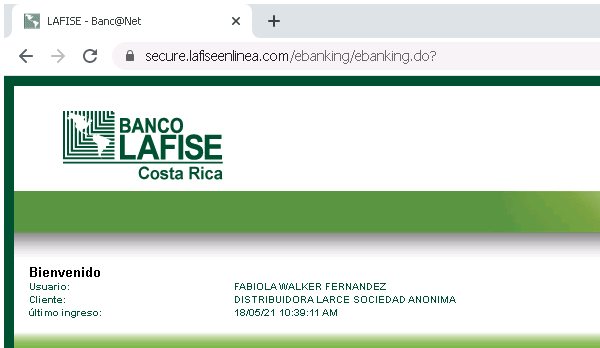 LAFISE - Banc@Net
secure.lafiseenlinea.com/ebanking/ebanking.do?
BANCO
LAFISE
Costa Rica
Bienvenido
Usuario: FABIOLA WALKER FERNANDEZ
Cliente: DISTRIBUIDORA LARCE SOCIEDAD ANONIMA
último ingreso: 18/05/21 10:39:11 AM